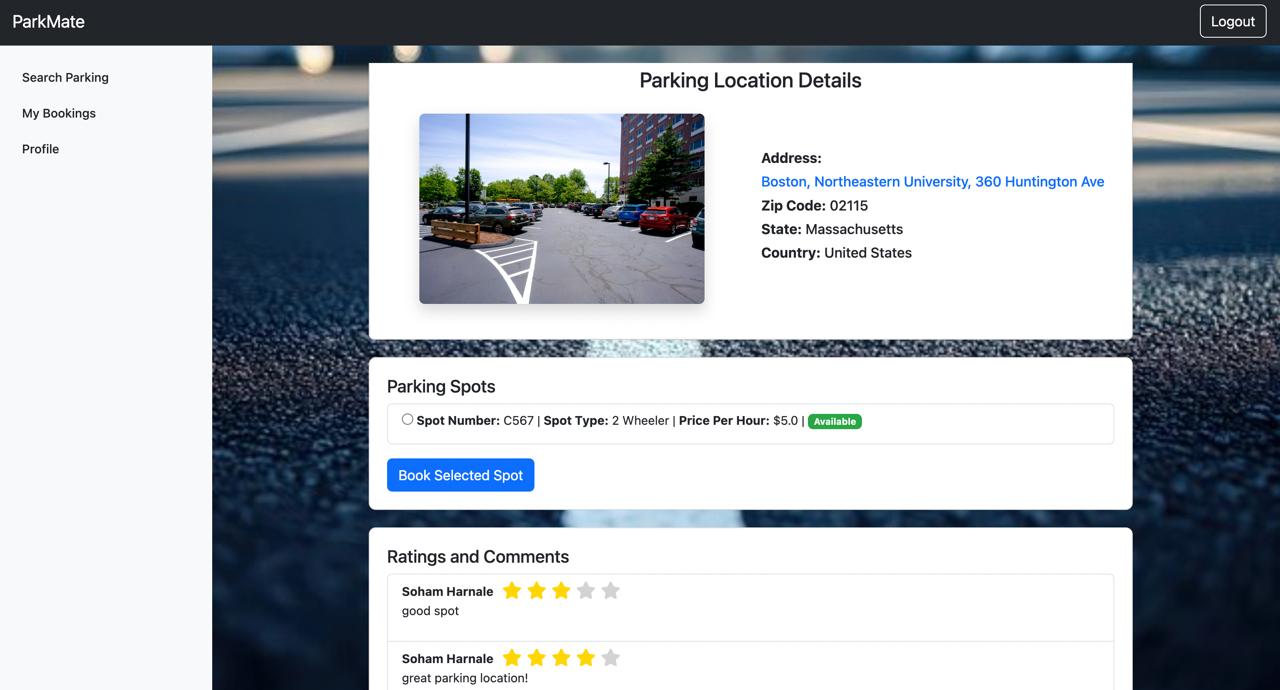 ParkMate
Logout
Search Parking
My Bookings
Profile
Parking Location Details
Address:
Boston, Northeastern University, 360 Huntington Ave
Zip Code: 02115
State: Massachusetts
Country: United States
Parking Spots
Spot Number: C567 | Spot Type: 2 Wheeler | Price Per Hour: $5.0 | Available
Book Selected Spot
Ratings and Comments
Soham Harnale
good spot
Soham Harnale
great parking location!